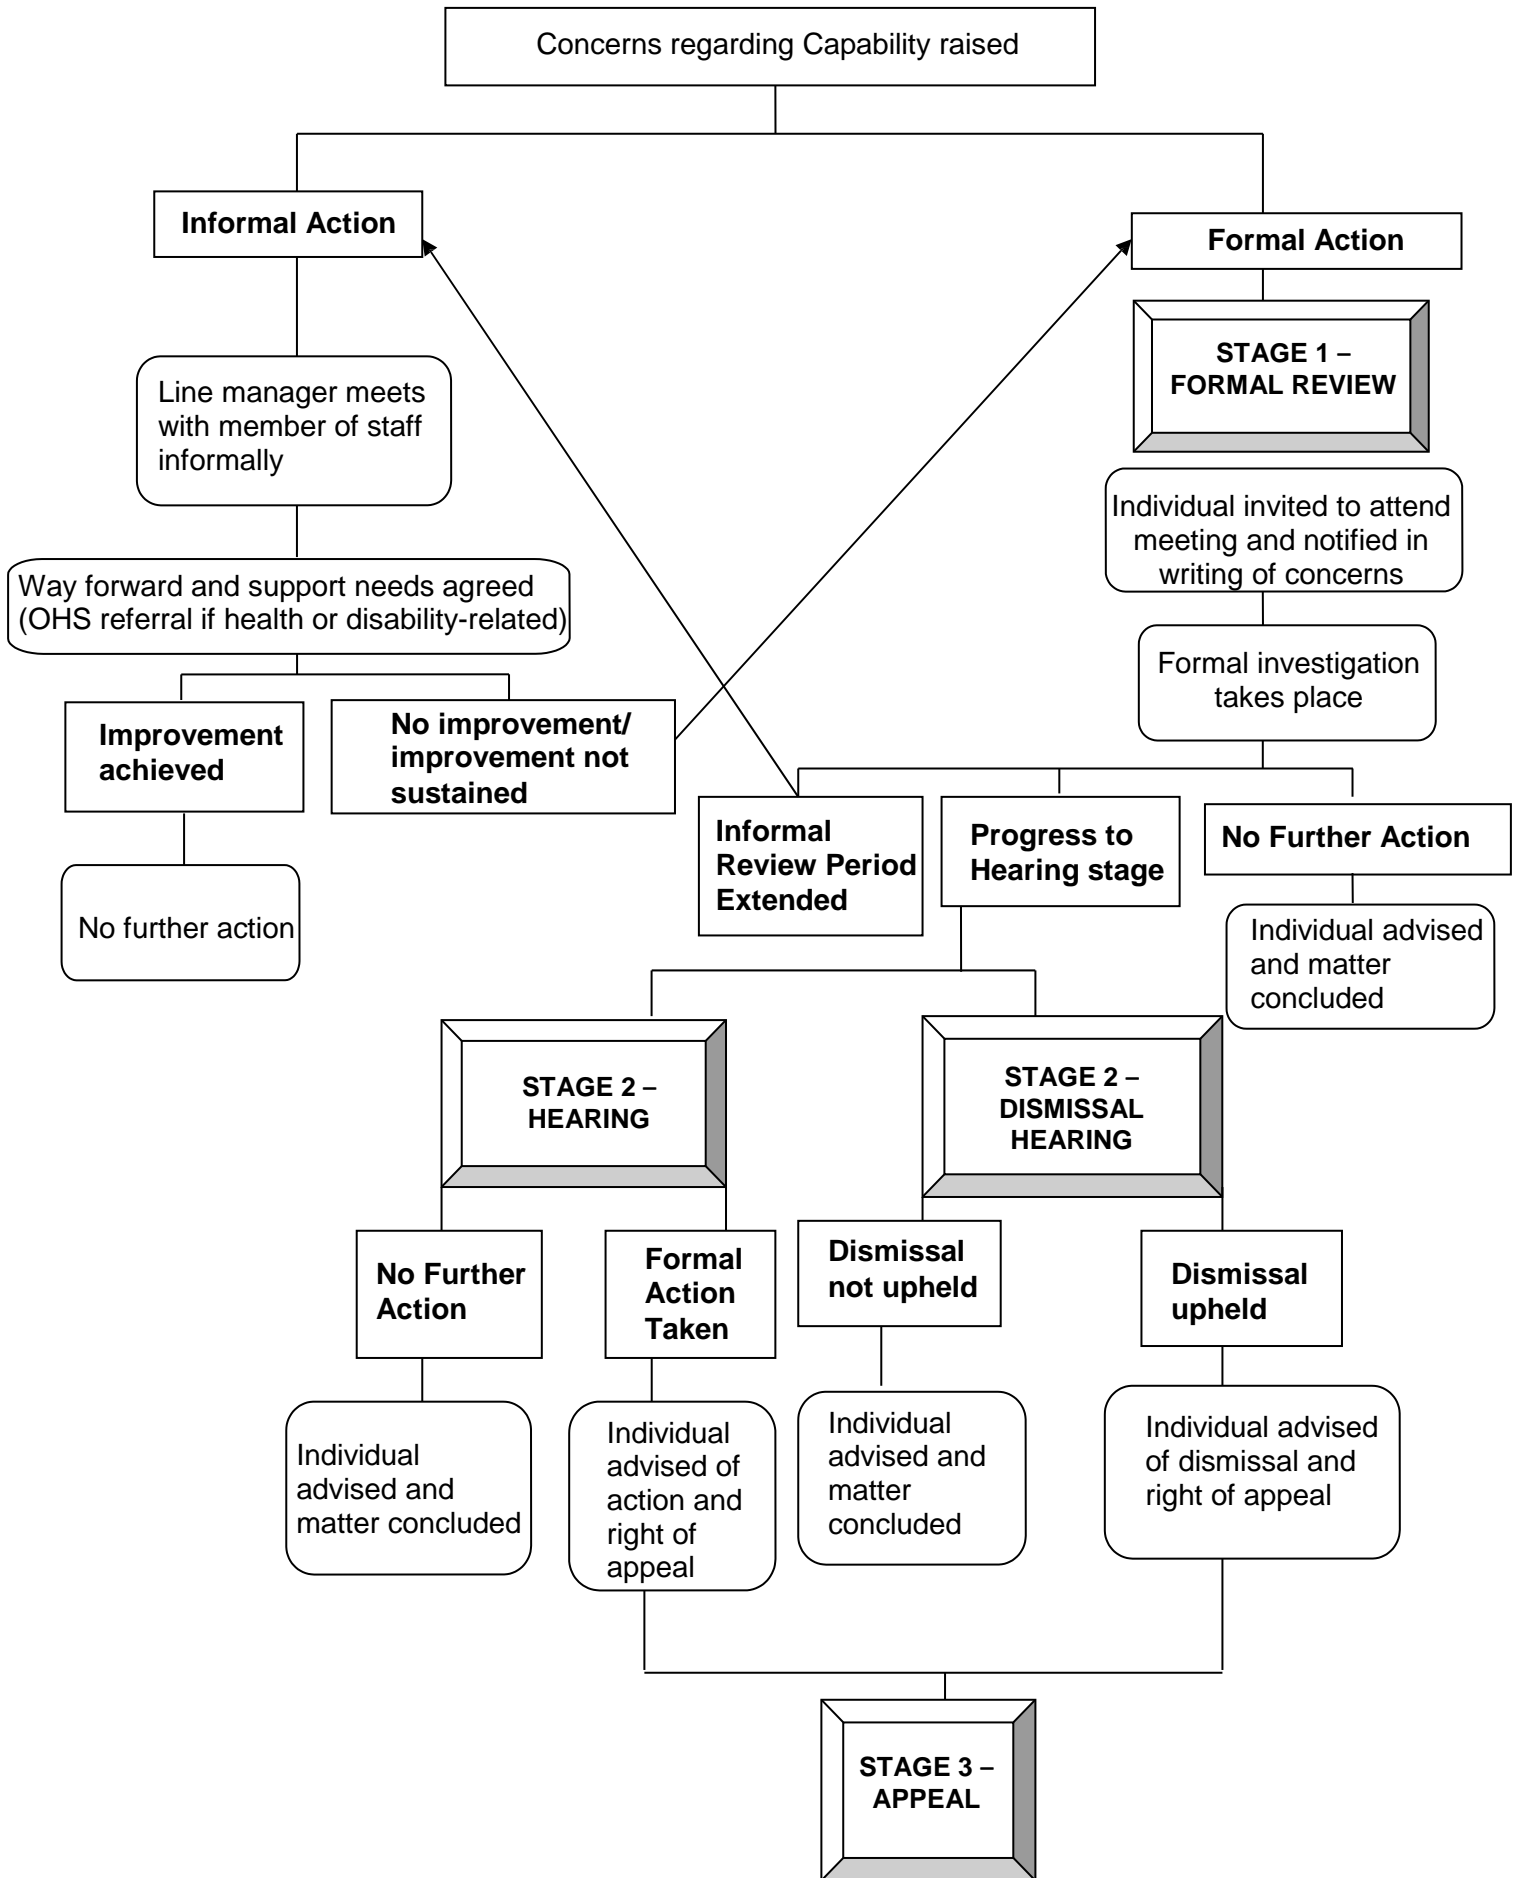 Concerns regarding Capability raised
Informal Action
Formal Action
STAGE 1 –
FORMAL REVIEW
Line manager meets
with member of staff
informally
Individual invited to attend
meeting and notified in
writing of concerns
Way forward and support needs agreed
(OHS referral if health or disability-related)
Formal investigation
takes place
Improvement
achieved
No improvement/
improvement not
sustained
Informal
Review Period
Extended
Progress to
Hearing stage
No Further Action
No further action
Individual advised
and matter
concluded
STAGE 2 –
HEARING
STAGE 2 –
DISMISSAL
HEARING
No Further
Action
Formal
Action
Taken
Dismissal
not upheld
Dismissal
upheld
Individual
advised and
matter concluded
Individual
advised of
action and
right of
appeal
Individual
advised and
matter
concluded
Individual advised
of dismissal and
right of appeal
STAGE 3 –
APPEAL